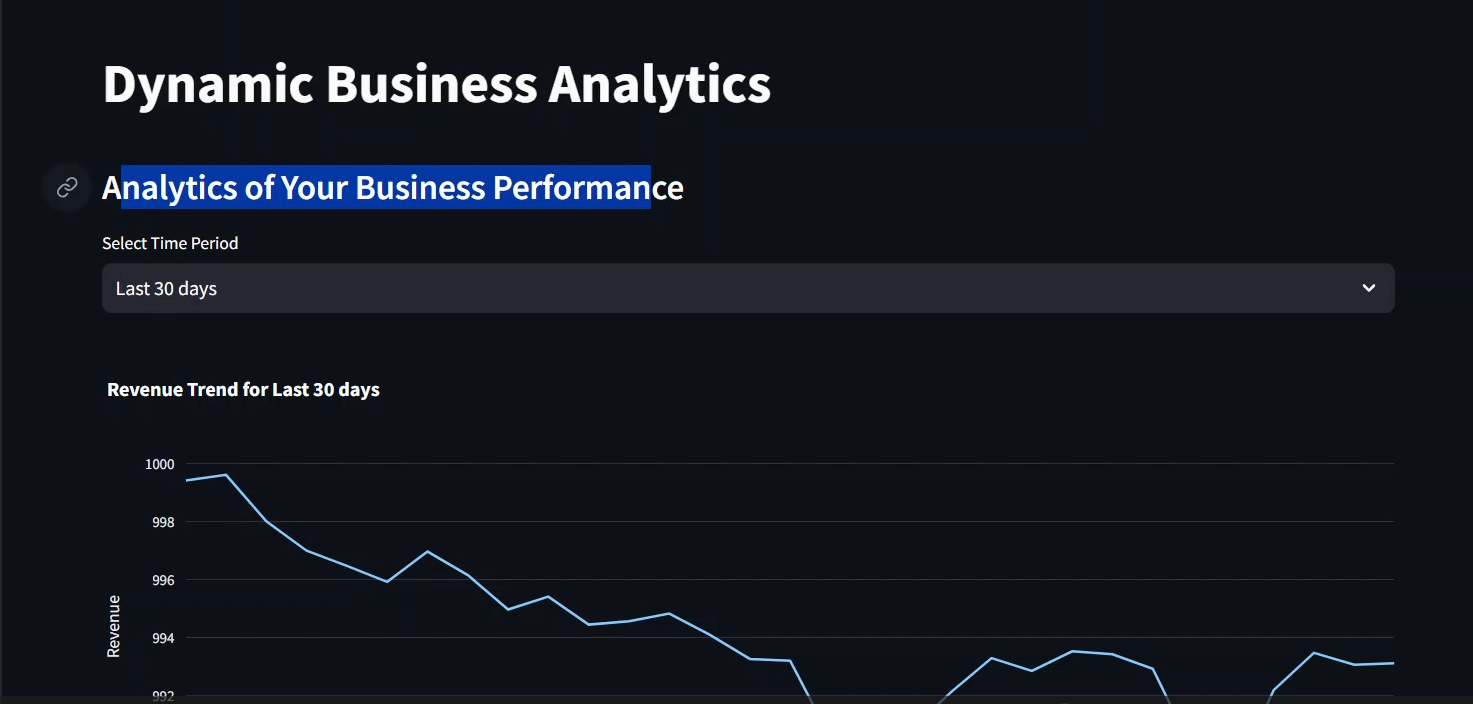 Dynamic Business Analytics
Analytics of Your Business Performance
Select Time Period
Last 30 days
Revenue Trend for Last 30 days
1000
998
996
994
992
Revenue